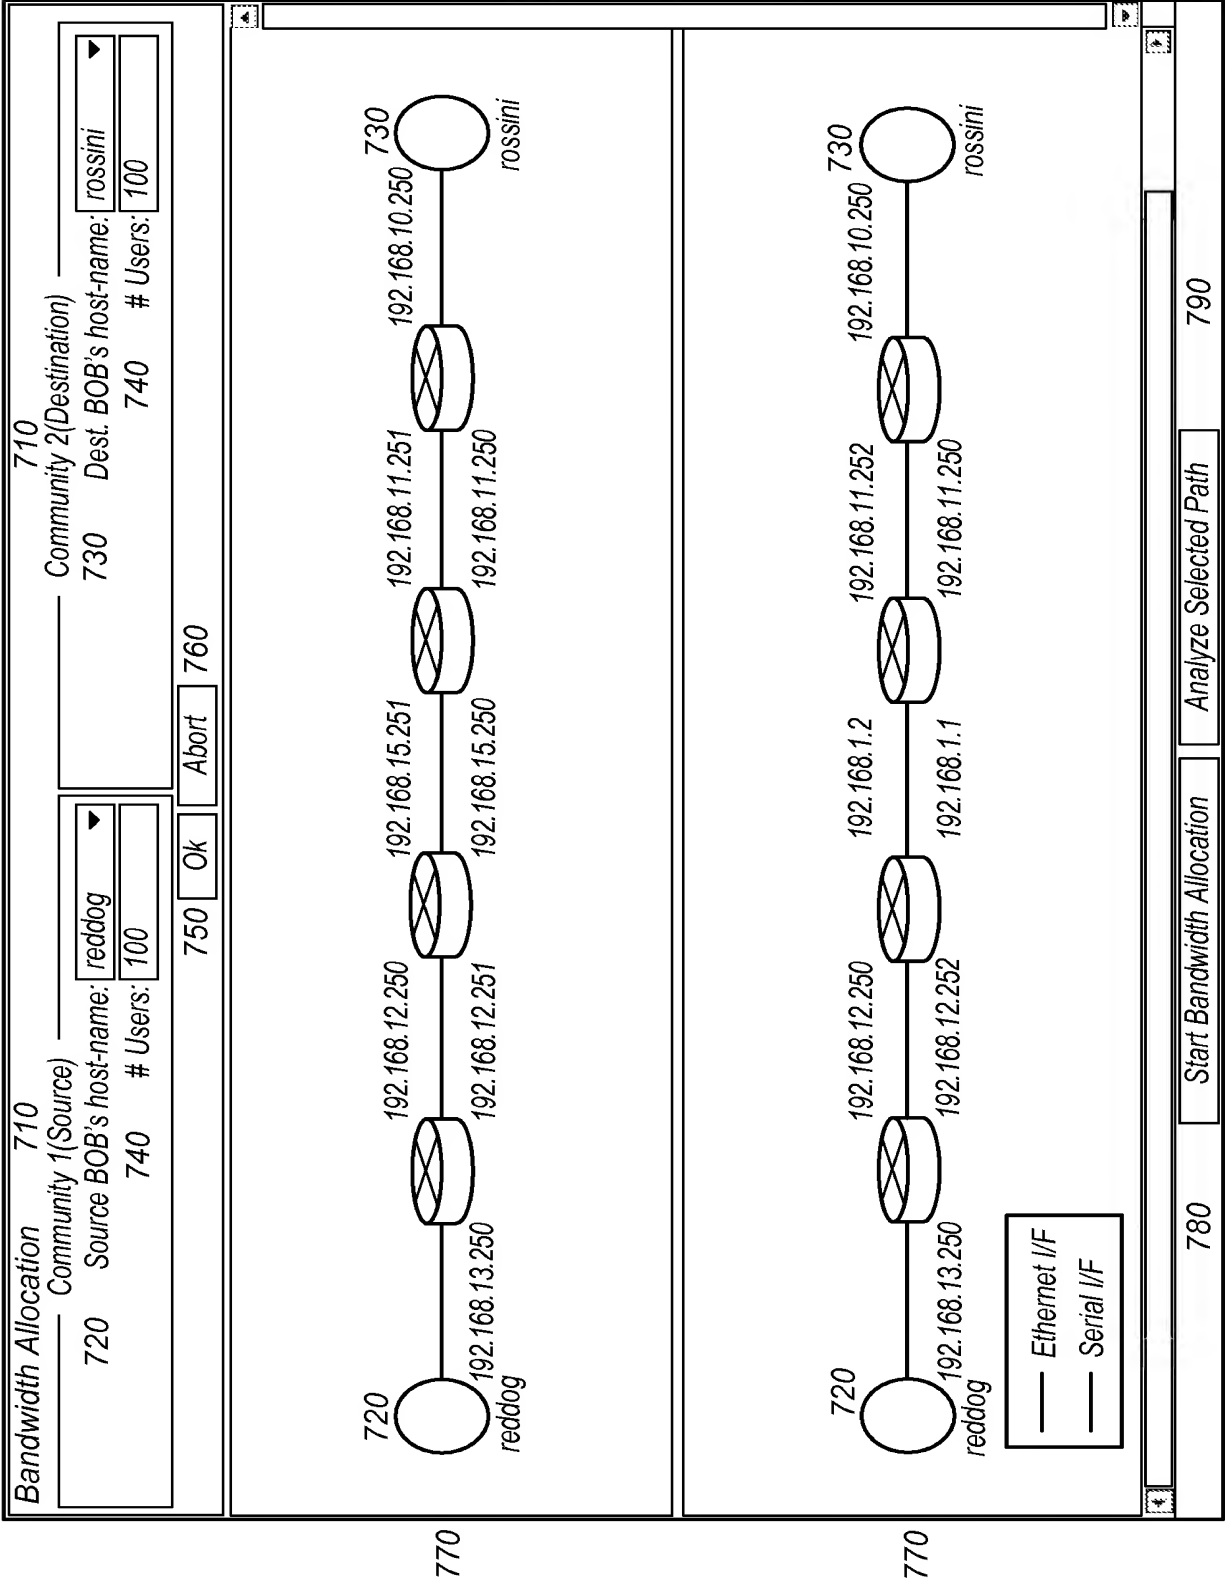 Bandwidth Allocation
710
710
Community 1(Source)
Community 2(Destination)
720 Source BOB's host-name: reddog
730 Dest. BOB's host-name: rossini
740 # Users: 100
740 # Users: 100
750 Ok Abort 760
770
720
730
192.168.12.250
192.168.15.251
192.168.11.251
192.168.10.250
192.168.13.250
192.168.12.251
192.168.15.250
192.168.11.250
reddog
rossini
770
720
730
192.168.12.250
192.168.1.2
192.168.11.252
192.168.10.250
192.168.13.250
192.168.12.252
192.168.1.1
192.168.11.250
reddog
rossini
Ethernet I/F
Serial I/F
780 Start Bandwidth Allocation Analyze Selected Path 790